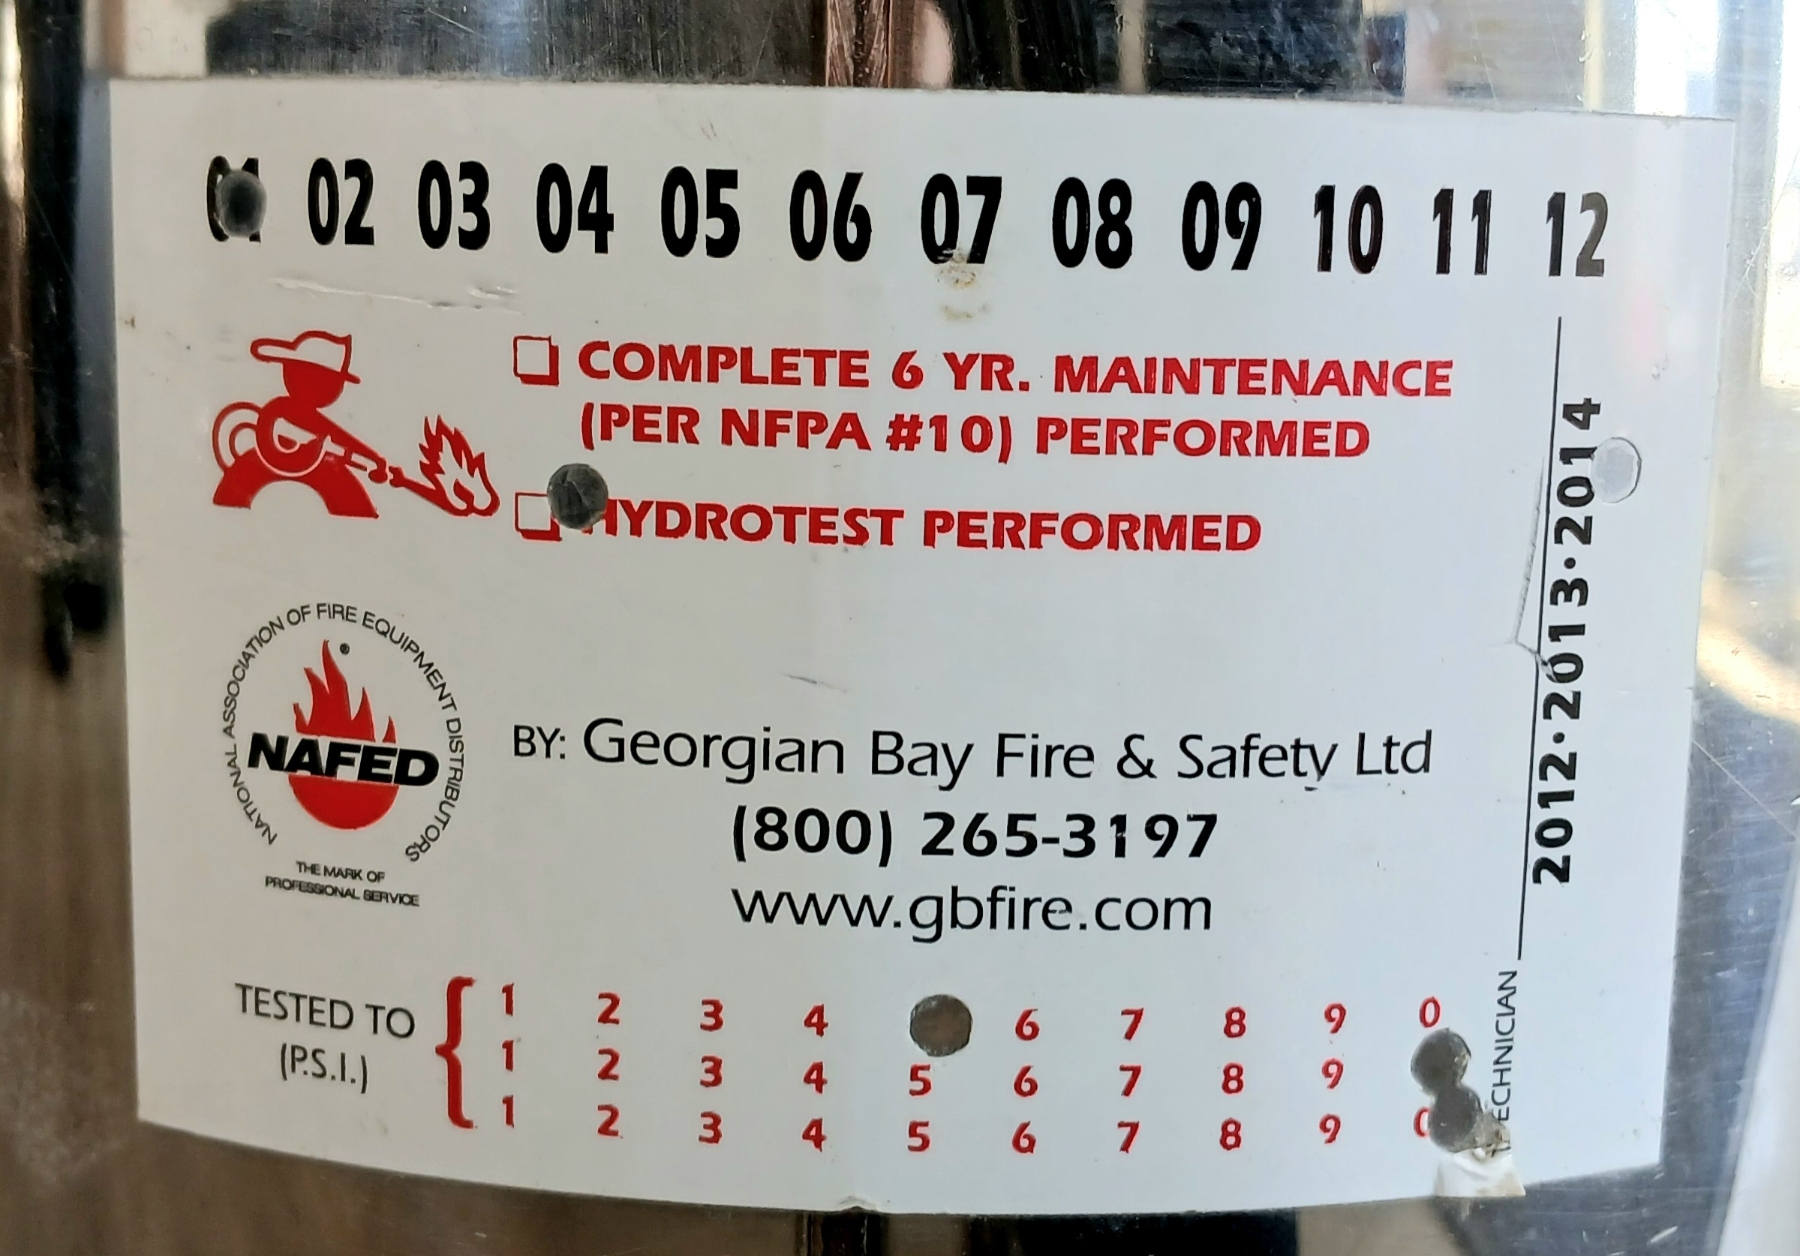 01 02 03 04 05 06 07 08 09 10 11 12
COMPLETE 6 YR. MAINTENANCE
(PER NFPA #10) PERFORMED
HYDROTEST PERFORMED
2012·2013·2014
TECHNICIAN
NATIONAL ASSOCIATION OF FIRE EQUIPMENT DISTRIBUTORS
®
NAFED
THE MARK OF
PROFESSIONAL SERVICE
BY: Georgian Bay Fire & Safety Ltd
(800) 265-3197
www.gbfire.com
TESTED TO
(P.S.I.)
1 2 3 4 6 7 8 9 0
1 2 3 4 5 6 7 8 9
1 2 3 4 5 6 7 8 9 0